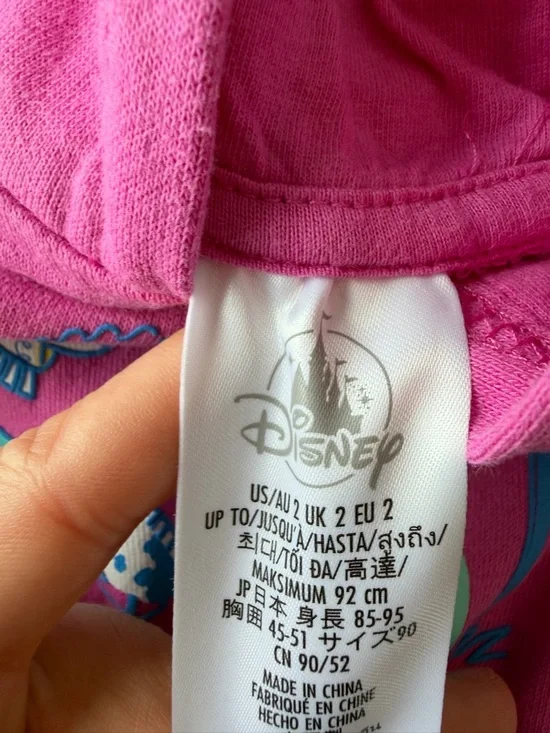 Disney
US/AU 2 UK 2 EU 2
UP TO/JUSQU'À/HASTA/สูงถึง/
최대/TỐI ĐA/高達/
MAKSIMUM 92 cm
JP日本 身長 85-95
胸囲 45-51 サイズ90
CN 90/52
MADE IN CHINA
FABRIQUÉ EN CHINE
HECHO EN CHINA